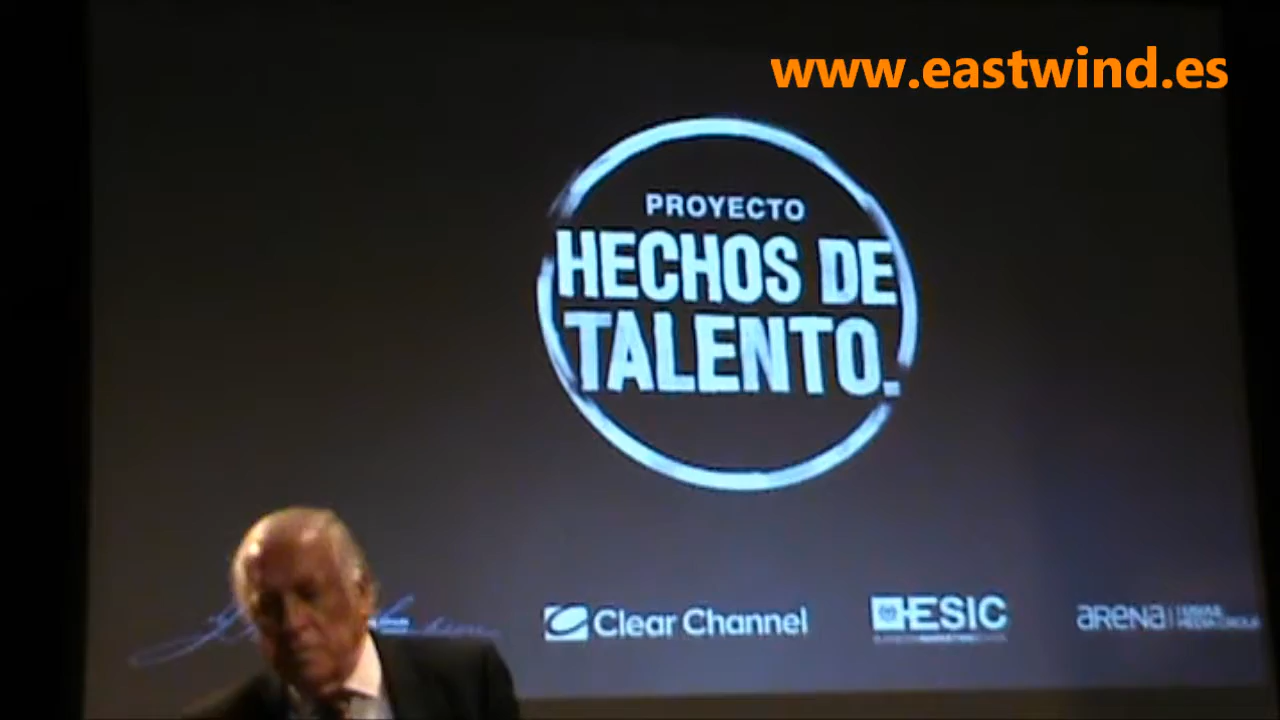 www.eastwind.es
PROYECTO
HECHOS DE
TALENTO.
Clear Channel
ESIC
arena